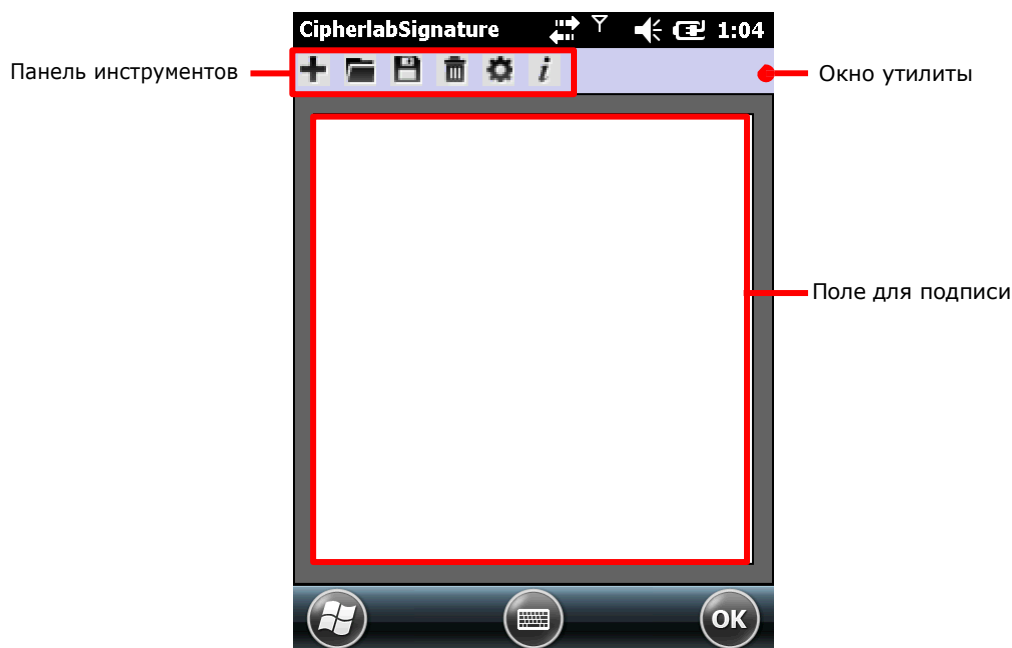 CipherlabSignature 1:04
Панель инструментов
Окно утилиты
i
Поле для подписи
OK